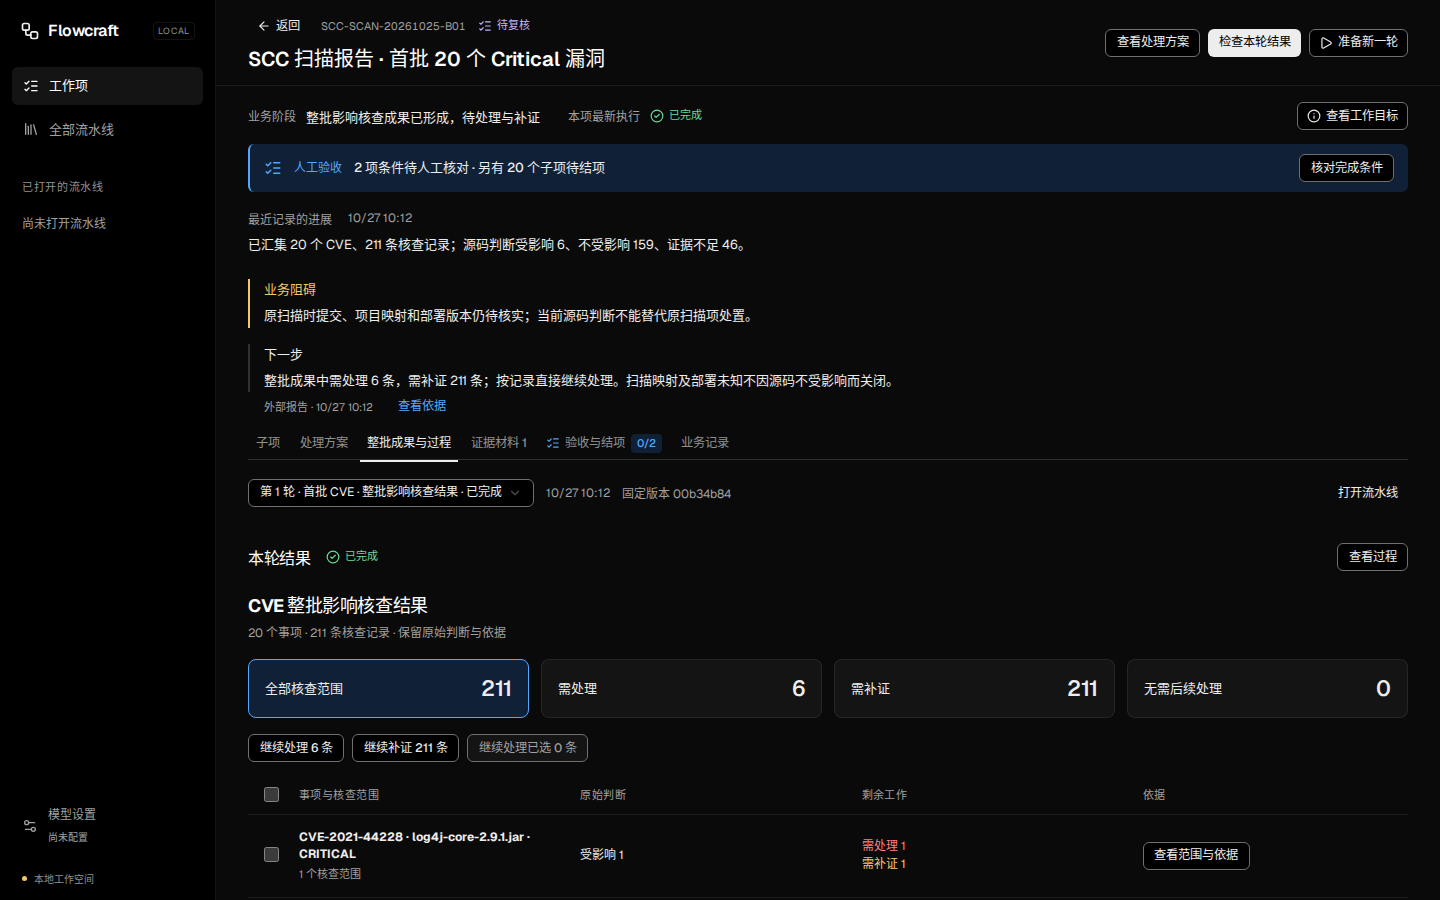 Flowcraft
LOCAL
工作项
全部流水线
已打开的流水线
尚未打开流水线
模型设置
尚未配置
本地工作空间
返回 SCC-SCAN-20261025-B01 待复核
SCC 扫描报告 · 首批 20 个 Critical 漏洞
查看处理方案 检查本轮结果 准备新一轮
业务阶段 整批影响核查成果已形成，待处理与补证 本项最新执行 已完成
查看工作目标
人工验收 2 项条件待人工核对 · 另有 20 个子项待结项
核对完成条件
最近记录的进展 10/27 10:12
已汇集 20 个 CVE、211 条核查记录；源码判断受影响 6、不受影响 159、证据不足 46。
业务阻碍
原扫描时提交、项目映射和部署版本仍待核实；当前源码判断不能替代原扫描项处置。
下一步
整批成果中需处理 6 条，需补证 211 条；按记录直接继续处理。扫描映射及部署未知不因源码不受影响而关闭。
外部报告 · 10/27 10:12 查看依据
子项 处理方案 整批成果与过程 证据材料 1 验收与结项 0/2 业务记录
第 1 轮 · 首批 CVE · 整批影响核查结果 · 已完成 10/27 10:12 固定版本 00b34b84
打开流水线
本轮结果 已完成
查看过程
CVE 整批影响核查结果
20 个事项 · 211 条核查记录 · 保留原始判断与依据
全部核查范围 211
需处理 6
需补证 211
无需后续处理 0
继续处理 6 条 继续补证 211 条 继续处理已选 0 条
事项与核查范围 原始判断 剩余工作 依据
CVE-2021-44228 · log4j-core-2.9.1.jar ·
CRITICAL
1 个核查范围
受影响 1
需处理 1
需补证 1
查看范围与依据